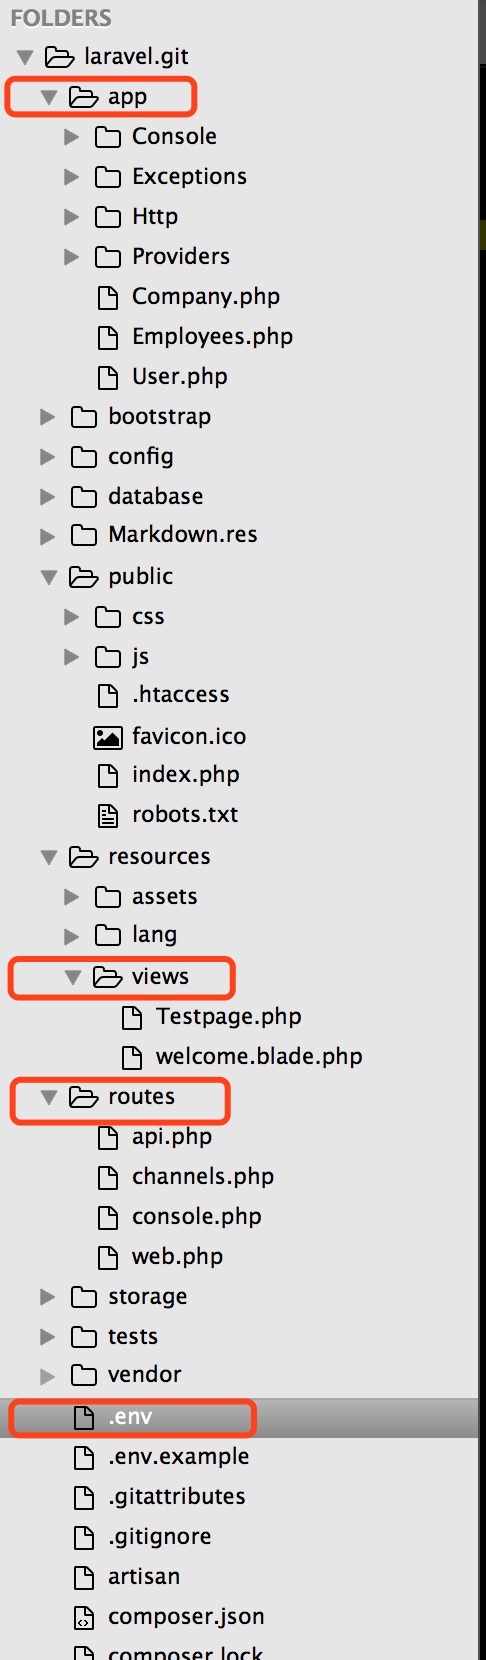 FOLDERS
laravel.git
app
Console
Exceptions
Http
Providers
Company.php
Employees.php
User.php
bootstrap
config
database
Markdown.res
public
css
js
.htaccess
favicon.ico
index.php
robots.txt
resources
assets
lang
views
Testpage.php
welcome.blade.php
routes
api.php
channels.php
console.php
web.php
storage
tests
vendor
.env
.env.example
.gitattributes
.gitignore
artisan
composer.json
composer.lock